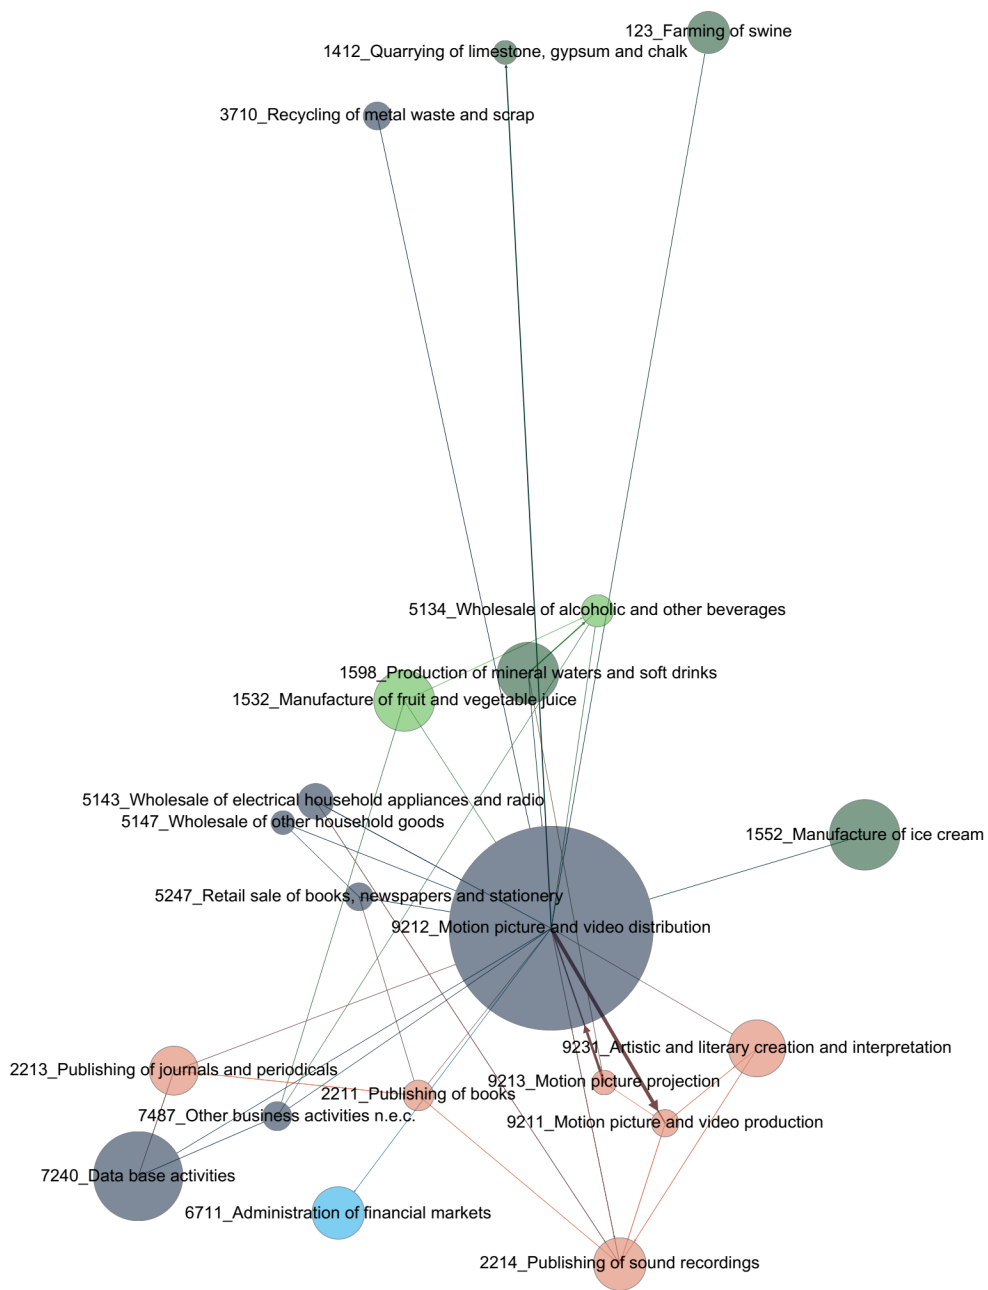 123_Farming of swine
1412_Quarrying of limestone, gypsum and chalk
3710_Recycling of metal waste and scrap
5134_Wholesale of alcoholic and other beverages
1598_Production of mineral waters and soft drinks
1532_Manufacture of fruit and vegetable juice
5143_Wholesale of electrical household appliances and radio
5147_Wholesale of other household goods
1552_Manufacture of ice cream
5247_Retail sale of books, newspapers and stationery
9212_Motion picture and video distribution
9231_Artistic and literary creation and interpretation
2213_Publishing of journals and periodicals
9213_Motion picture projection
2211_Publishing of books
7487_Other business activities n.e.c.
9211_Motion picture and video production
7240_Data base activities
6711_Administration of financial markets
2214_Publishing of sound recordings